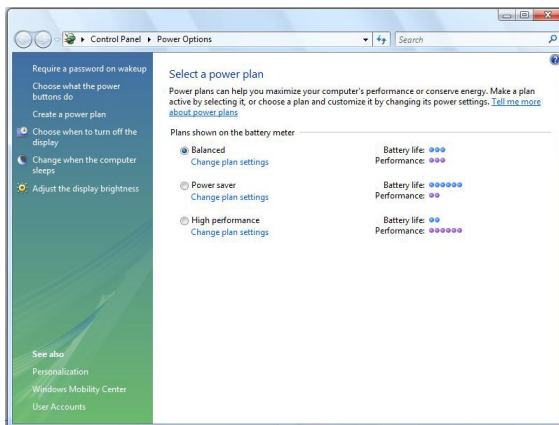 Control Panel ▸ Power Options
Search
Require a password on wakeup
Choose what the power
buttons do
Create a power plan
Choose when to turn off the
display
Change when the computer
sleeps
Adjust the display brightness
Select a power plan
Power plans can help you maximize your computer's performance or conserve energy. Make a plan
active by selecting it, or choose a plan and customize it by changing its power settings. Tell me more
about power plans
Plans shown on the battery meter
Balanced Battery life:
Change plan settings Performance:
Power saver Battery life:
Change plan settings Performance:
High performance Battery life:
Change plan settings Performance:
See also
Personalization
Windows Mobility Center
User Accounts